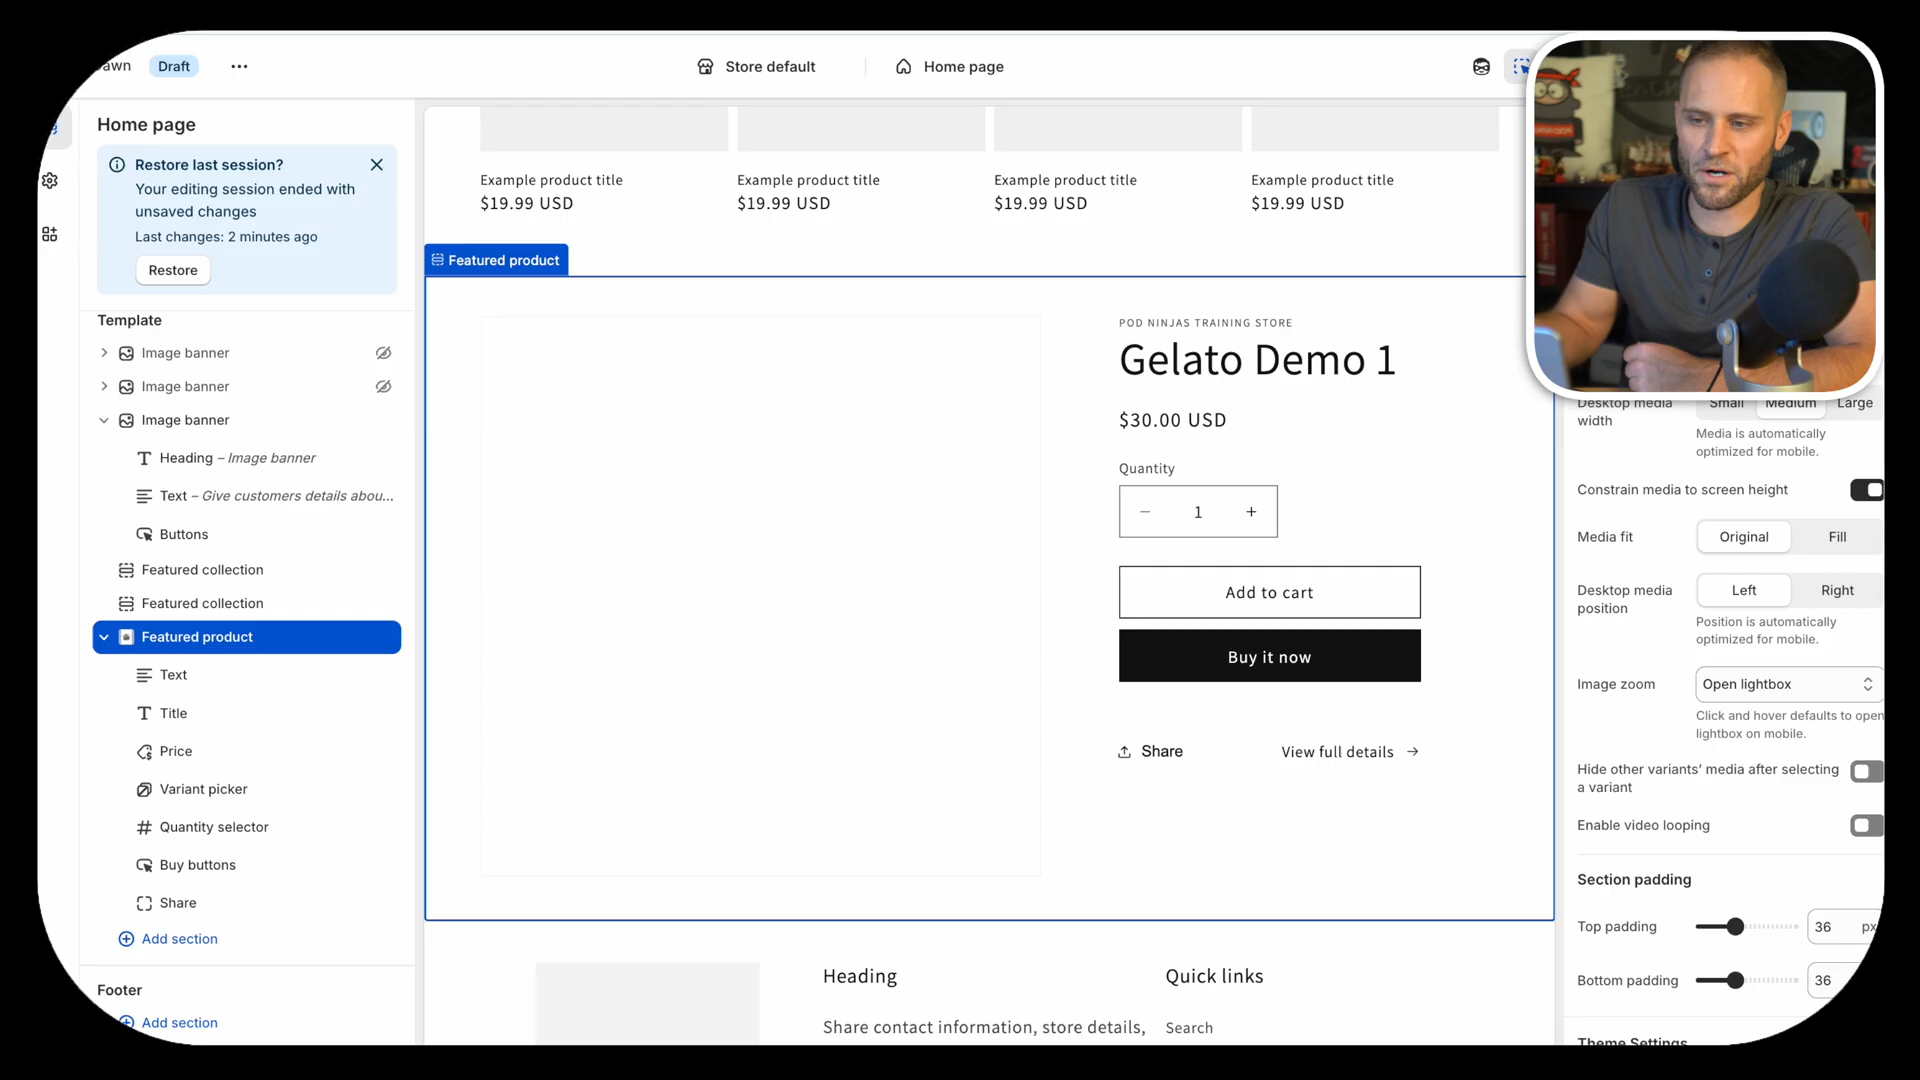 awn
Draft
Store default
Home page
Home page
Restore last session?
Your editing session ended with
unsaved changes
Last changes: 2 minutes ago
Restore
Template
Image banner
Image banner
Image banner
Heading – Image banner
Text – Give customers details abou...
Buttons
Featured collection
Featured collection
Featured product
Text
Title
Price
Variant picker
Quantity selector
Buy buttons
Share
Add section
Footer
Add section
Example product title
$19.99 USD
Example product title
$19.99 USD
Example product title
$19.99 USD
Example product title
$19.99 USD
Featured product
POD NINJAS TRAINING STORE
Gelato Demo 1
$30.00 USD
Quantity
1
Add to cart
Buy it now
Share
View full details
Heading
Share contact information, store details,
Quick links
Search
Desktop media
width
Small
Medium
Large
Media is automatically
optimized for mobile.
Constrain media to screen height
Media fit
Original
Fill
Desktop media
position
Left
Right
Position is automatically
optimized for mobile.
Image zoom
Open lightbox
Click and hover defaults to open
lightbox on mobile.
Hide other variants’ media after selecting
a variant
Enable video looping
Section padding
Top padding
36
px
Bottom padding
36
Theme Settings